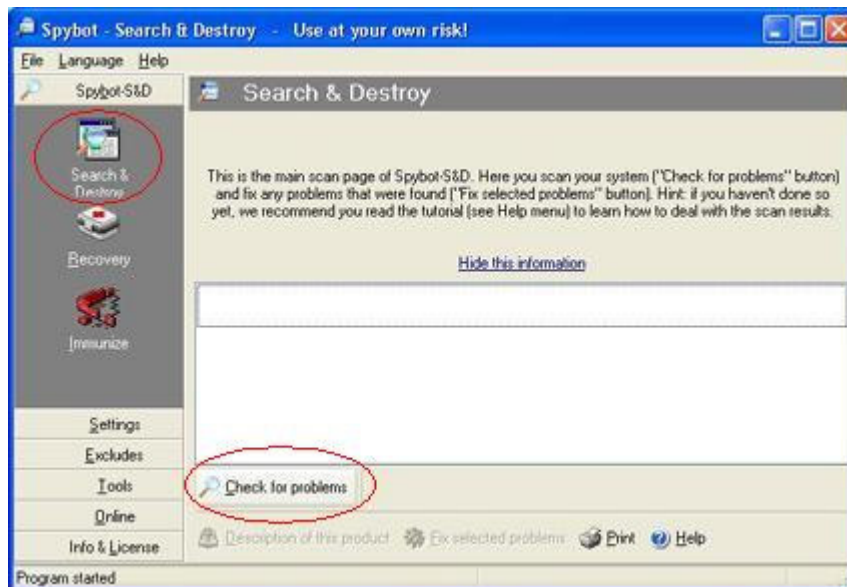 Spybot - Search & Destroy - Use at your own risk!
File Language Help
Spybot-S&D
Search & Destroy
Search &
Destroy
Recovery
Immunize
This is the main scan page of Spybot-S&D. Here you scan your system ("Check for problems" button)
and fix any problems that were found ("Fix selected problems" button). Hint: if you haven't done so
yet, we recommend you read the tutorial (see Help menu) to learn how to deal with the scan results.
Hide this information
Settings
Excludes
Tools
Online
Info & License
Check for problems
Description of this product Fix selected problems Print Help
Program started